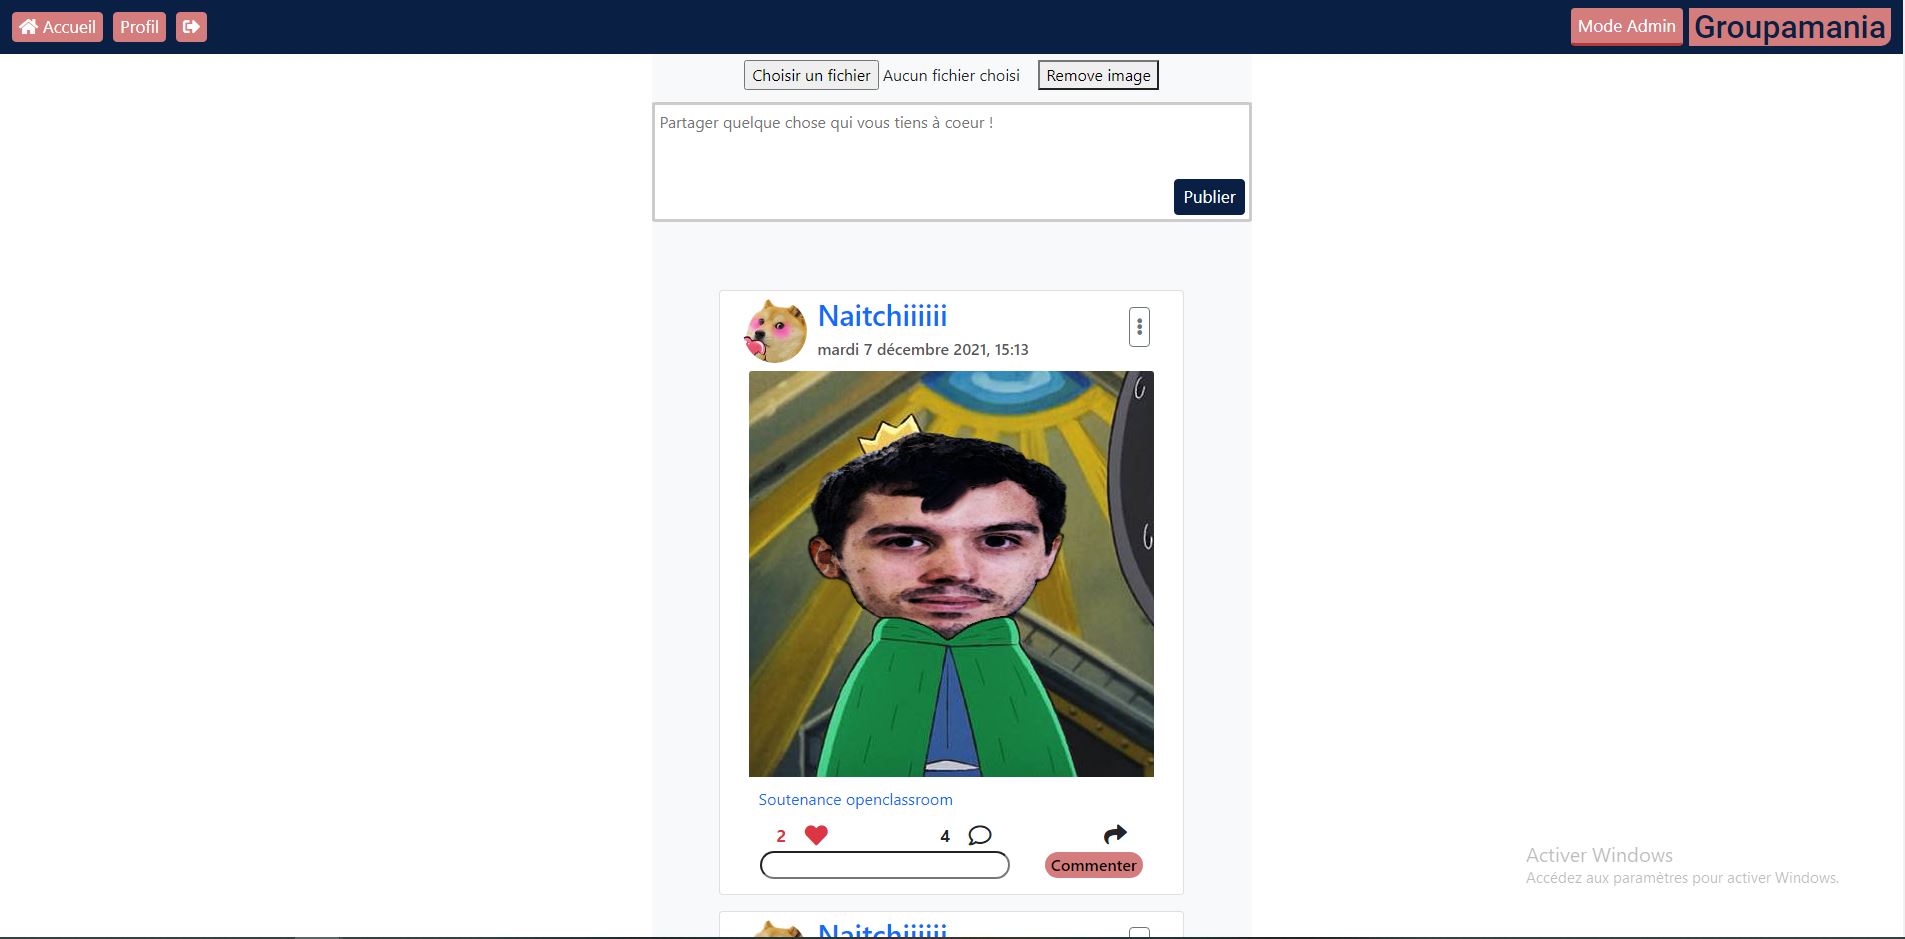 Accueil Profil Mode Admin Groupamania
Choisir un fichier Aucun fichier choisi Remove image
Partager quelque chose qui vous tiens à coeur !
Publier
Naitchiiiiii
mardi 7 décembre 2021, 15:13
Soutenance openclassroom
2 4
Commenter
Activer Windows
Accédez aux paramètres pour activer Windows.
Naitchiiiiii